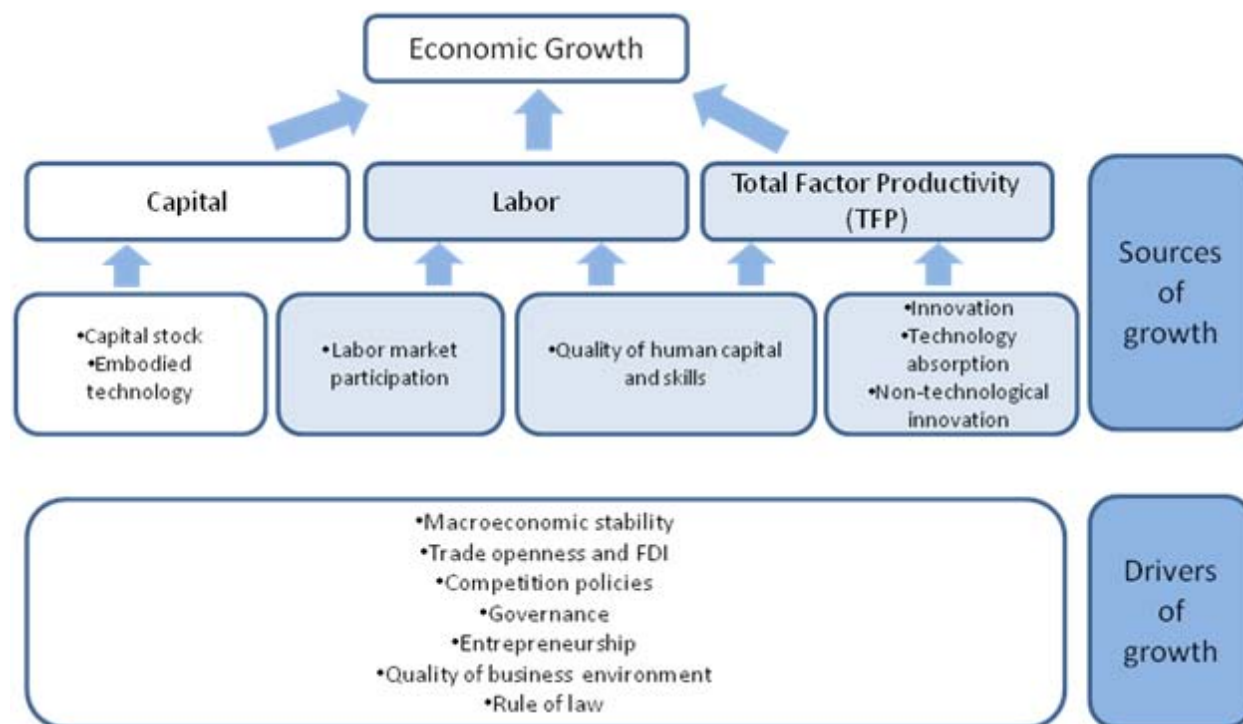 Economic Growth
Capital
Labor
Total Factor Productivity
(TFP)
•Capital stock
•Embodied
technology
•Labor market
participation
•Quality of human capital
and skills
•Innovation
•Technology
absorption
•Non-technological
innovation
Sources
of
growth
•Macroeconomic stability
•Trade openness and FDI
•Competition policies
•Governance
•Entrepreneurship
•Quality of business environment
•Rule of law
Drivers
of
growth